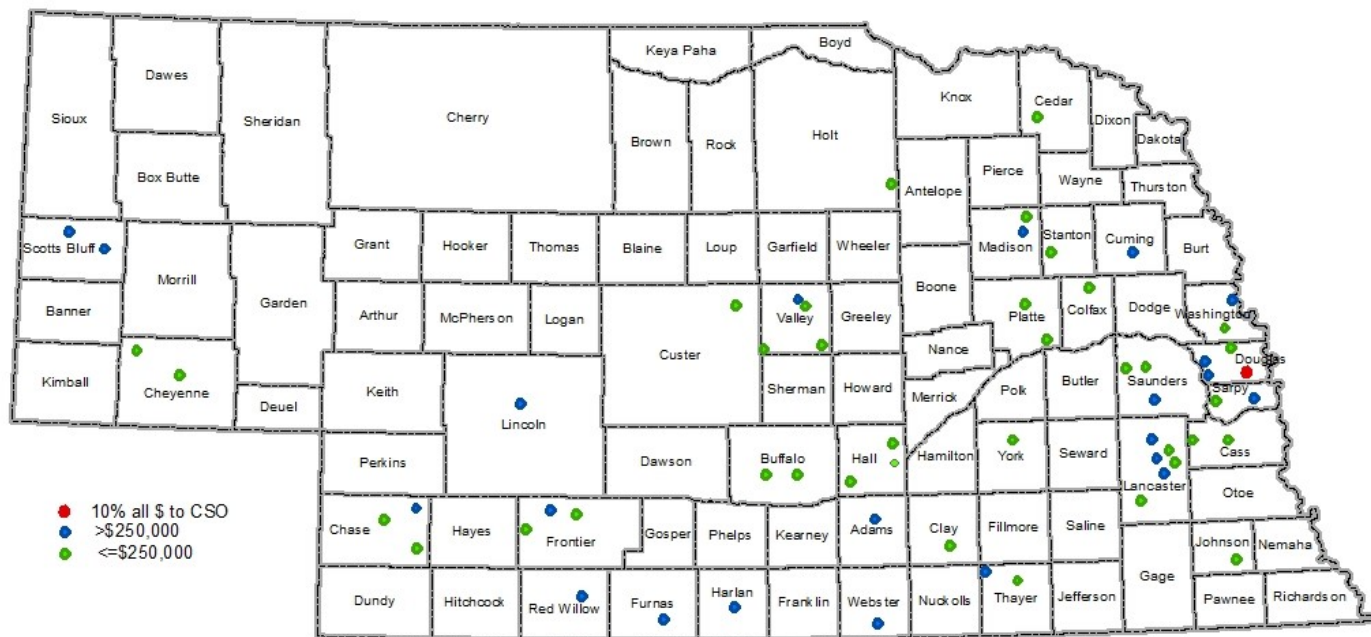 Boyd
Keya Paha
Dawes
Knox
Cedar
Sioux
Sheridan
Cherry
Dixon
Holt
Brown
Rock
Dakota
Box Butte
Pierce
Wayne
Antelope
Thurston
Scotts Bluff
Grant
Hooker
Thomas
Blaine
Loup
Garfield
Wheeler
Madison
Stanton
Cuming
Burt
Morrill
Boone
Garden
Banner
Arthur
McPherson
Logan
Valley
Greeley
Platte
Colfax
Dodge
Washington
Custer
Nance
Douglas
Kimball
Cheyenne
Keith
Sherman
Howard
Polk
Butler
Saunders
Sarpy
Deuel
Merrick
Lincoln
Perkins
Dawson
Buffalo
Hall
Hamilton
York
Seward
Cass
Lancaster
Otoe
10% all $ to CSO
>$250,000
<=$250,000
Chase
Hayes
Frontier
Gosper
Phelps
Kearney
Adams
Clay
Fillmore
Saline
Johnson
Nemaha
Gage
Dundy
Hitchcock
Red Willow
Furnas
Harlan
Franklin
Webster
Nuckolls
Thayer
Jefferson
Pawnee
Richardson